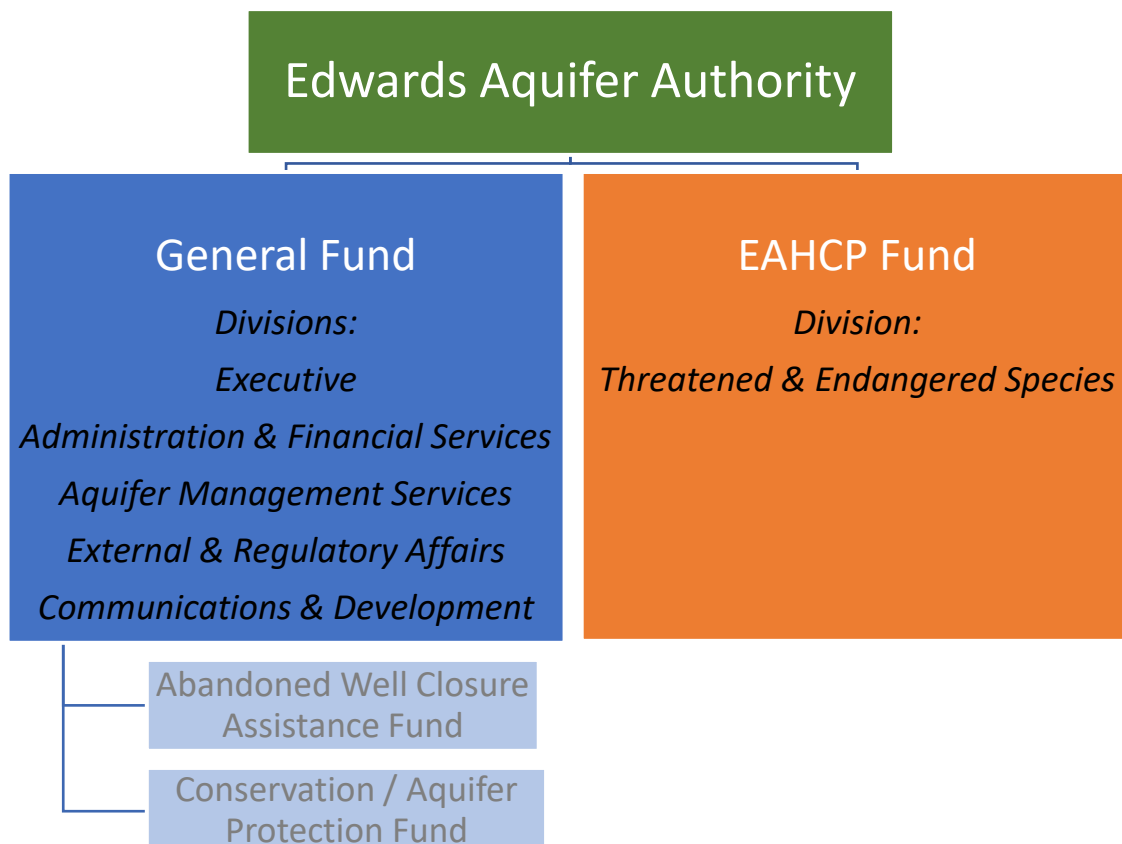 Edwards Aquifer Authority
General Fund
Divisions:
Executive
Administration & Financial Services
Aquifer Management Services
External & Regulatory Affairs
Communications & Development
EAHCP Fund
Division:
Threatened & Endangered Species
Abandoned Well Closure
Assistance Fund
Conservation / Aquifer
Protection Fund